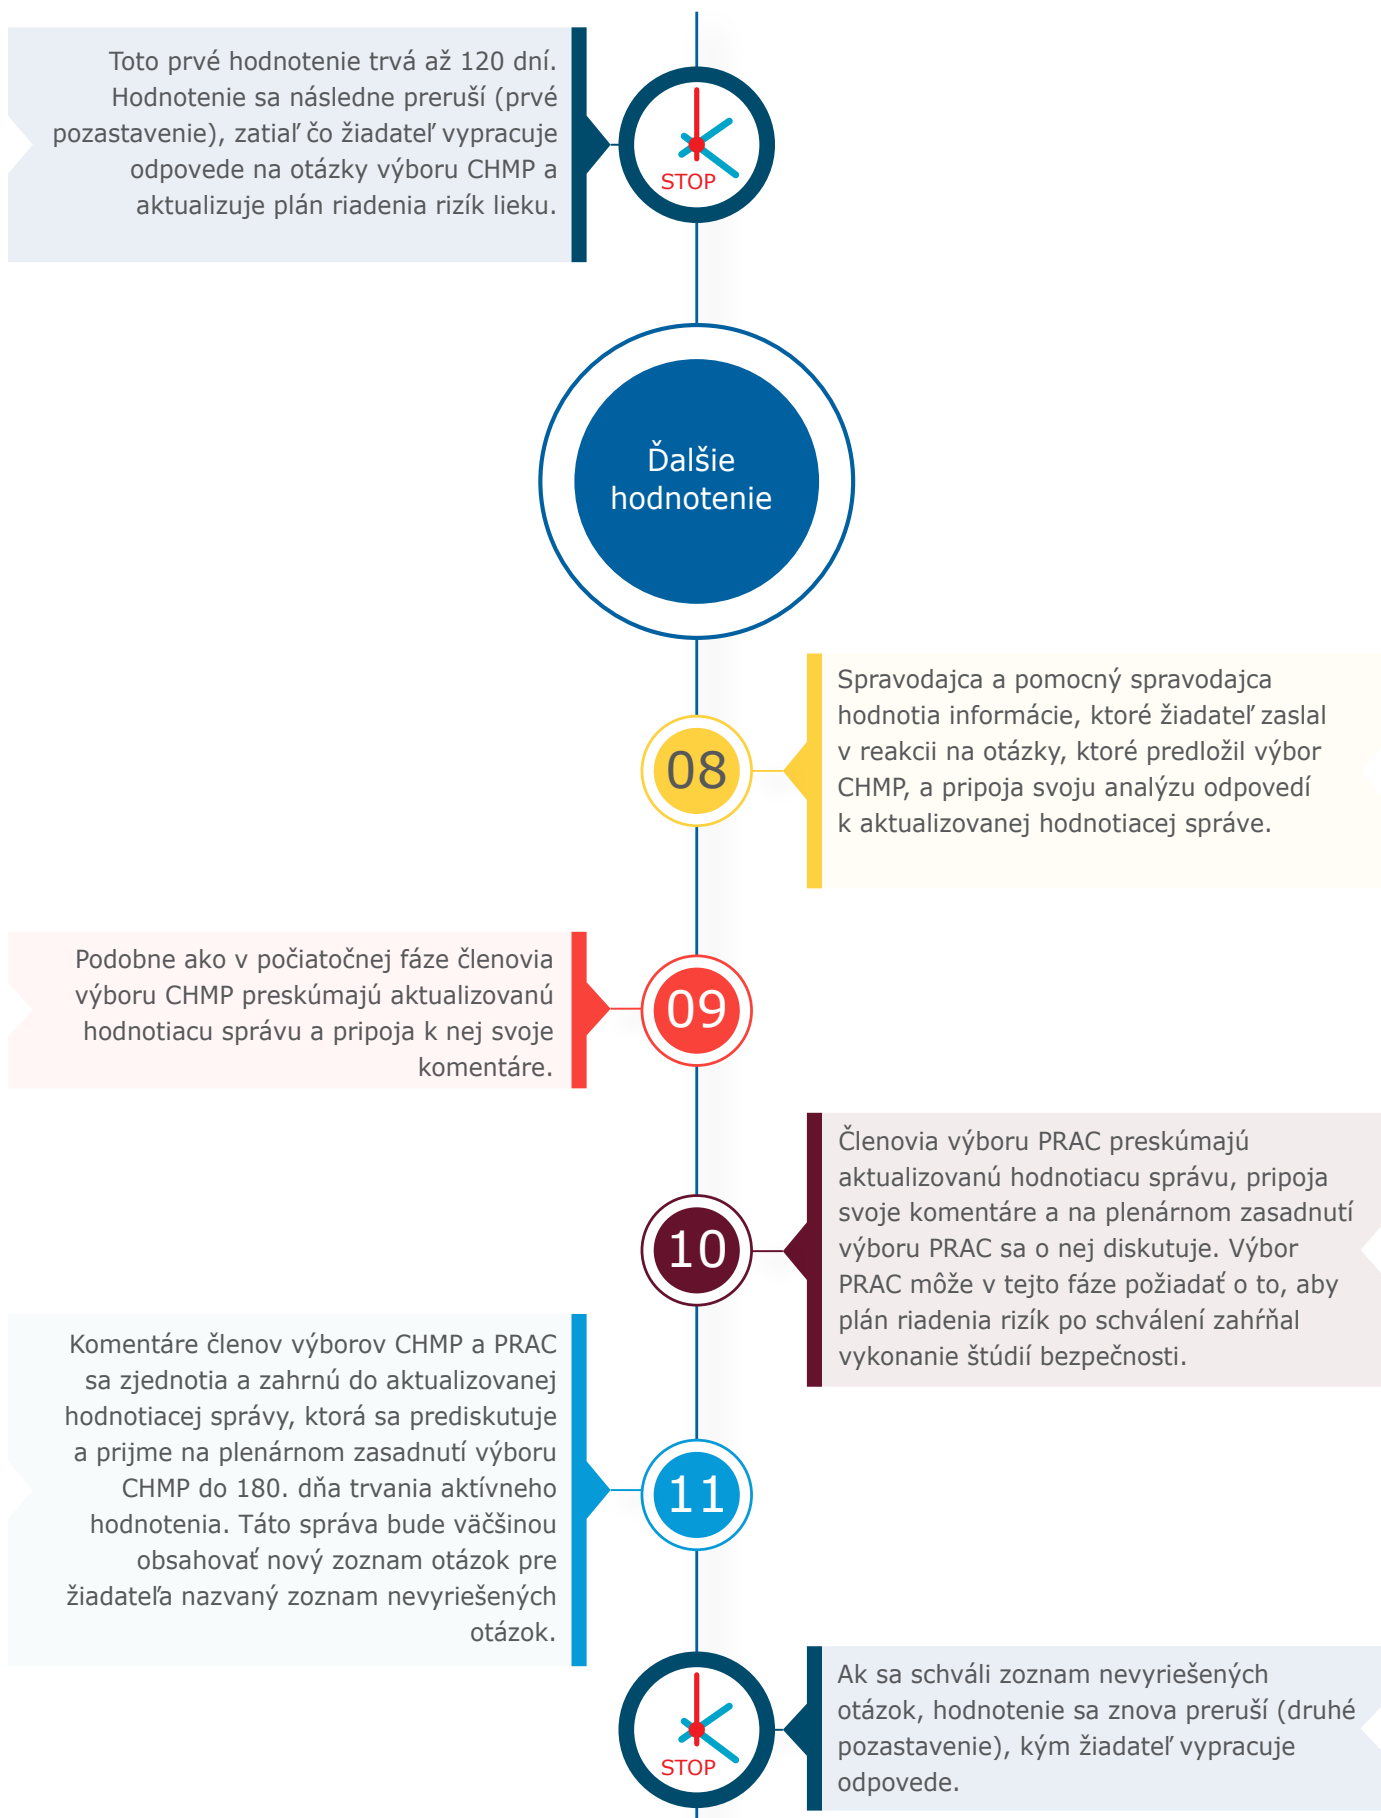 Toto prvé hodnotenie trvá až 120 dní.
Hodnotenie sa následne preruší (prvé
pozastavenie), zatiaľ čo žiadateľ vypracuje
odpovede na otázky výboru CHMP a
aktualizuje plán riadenia rizík lieku.
STOP
Ďalšie
hodnotenie
08
Spravodajca a pomocný spravodajca
hodnotia informácie, ktoré žiadateľ zaslal
v reakcii na otázky, ktoré predložil výbor
CHMP, a pripoja svoju analýzu odpovedí
k aktualizovanej hodnotiacej správe.
Podobne ako v počiatočnej fáze členovia
výboru CHMP preskúmajú aktualizovanú
hodnotiacu správu a pripoja k nej svoje
komentáre.
09
10
Členovia výboru PRAC preskúmajú
aktualizovanú hodnotiacu správu, pripoja
svoje komentáre a na plenárnom zasadnutí
výboru PRAC sa o nej diskutuje. Výbor
PRAC môže v tejto fáze požiadať o to, aby
plán riadenia rizík po schválení zahŕňal
vykonanie štúdií bezpečnosti.
Komentáre členov výborov CHMP a PRAC
sa zjednotia a zahrnú do aktualizovanej
hodnotiacej správy, ktorá sa prediskutuje
a prijme na plenárnom zasadnutí výboru
CHMP do 180. dňa trvania aktívneho
hodnotenia. Táto správa bude väčšinou
obsahovať nový zoznam otázok pre
žiadateľa nazvaný zoznam nevyriešených
otázok.
11
STOP
Ak sa schváli zoznam nevyriešených
otázok, hodnotenie sa znova preruší (druhé
pozastavenie), kým žiadateľ vypracuje
odpovede.